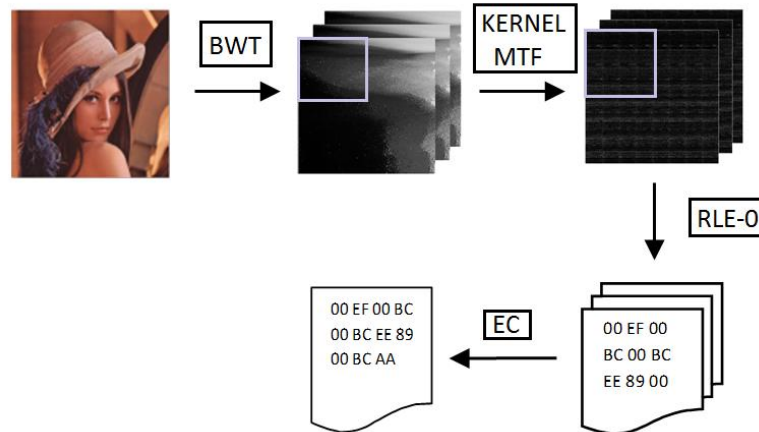 BWT
KERNEL
MTF
RLE-0
00 EF 00 BC
00 BC EE 89
00 BC AA
EC
00 EF 00
BC 00 BC
EE 89 00